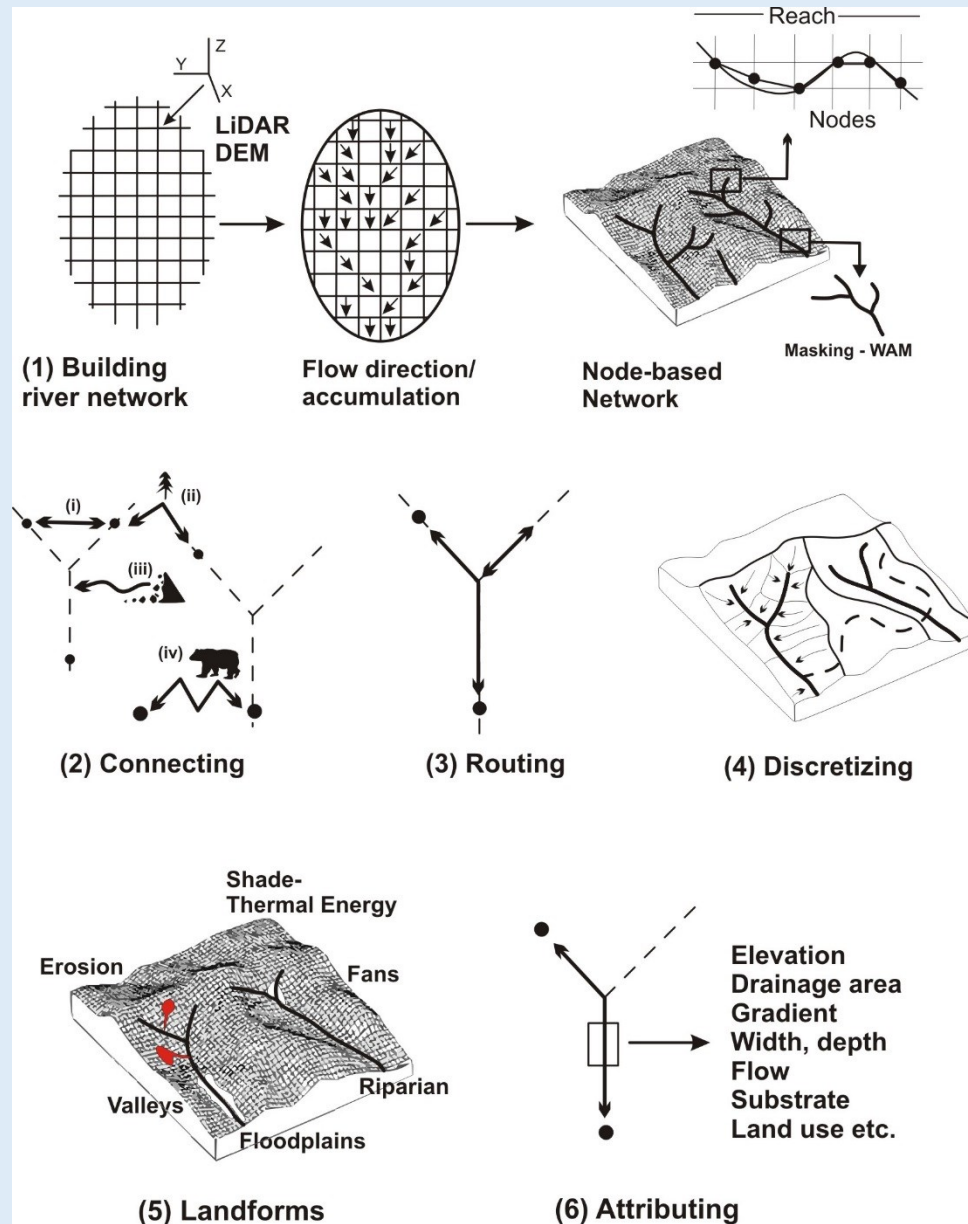 Reach
Z
Y
X
LiDAR
DEM
Nodes
(1) Building
river network
Flow direction/
accumulation
Node-based
Network
Masking - WAM
(i)
(ii)
(iii)
(iv)
(2) Connecting
(3) Routing
(4) Discretizing
Shade-
Thermal Energy
Erosion
Fans
Valleys
Riparian
Floodplains
Elevation
Drainage area
Gradient
Width, depth
Flow
Substrate
Land use etc.
(5) Landforms
(6) Attributing